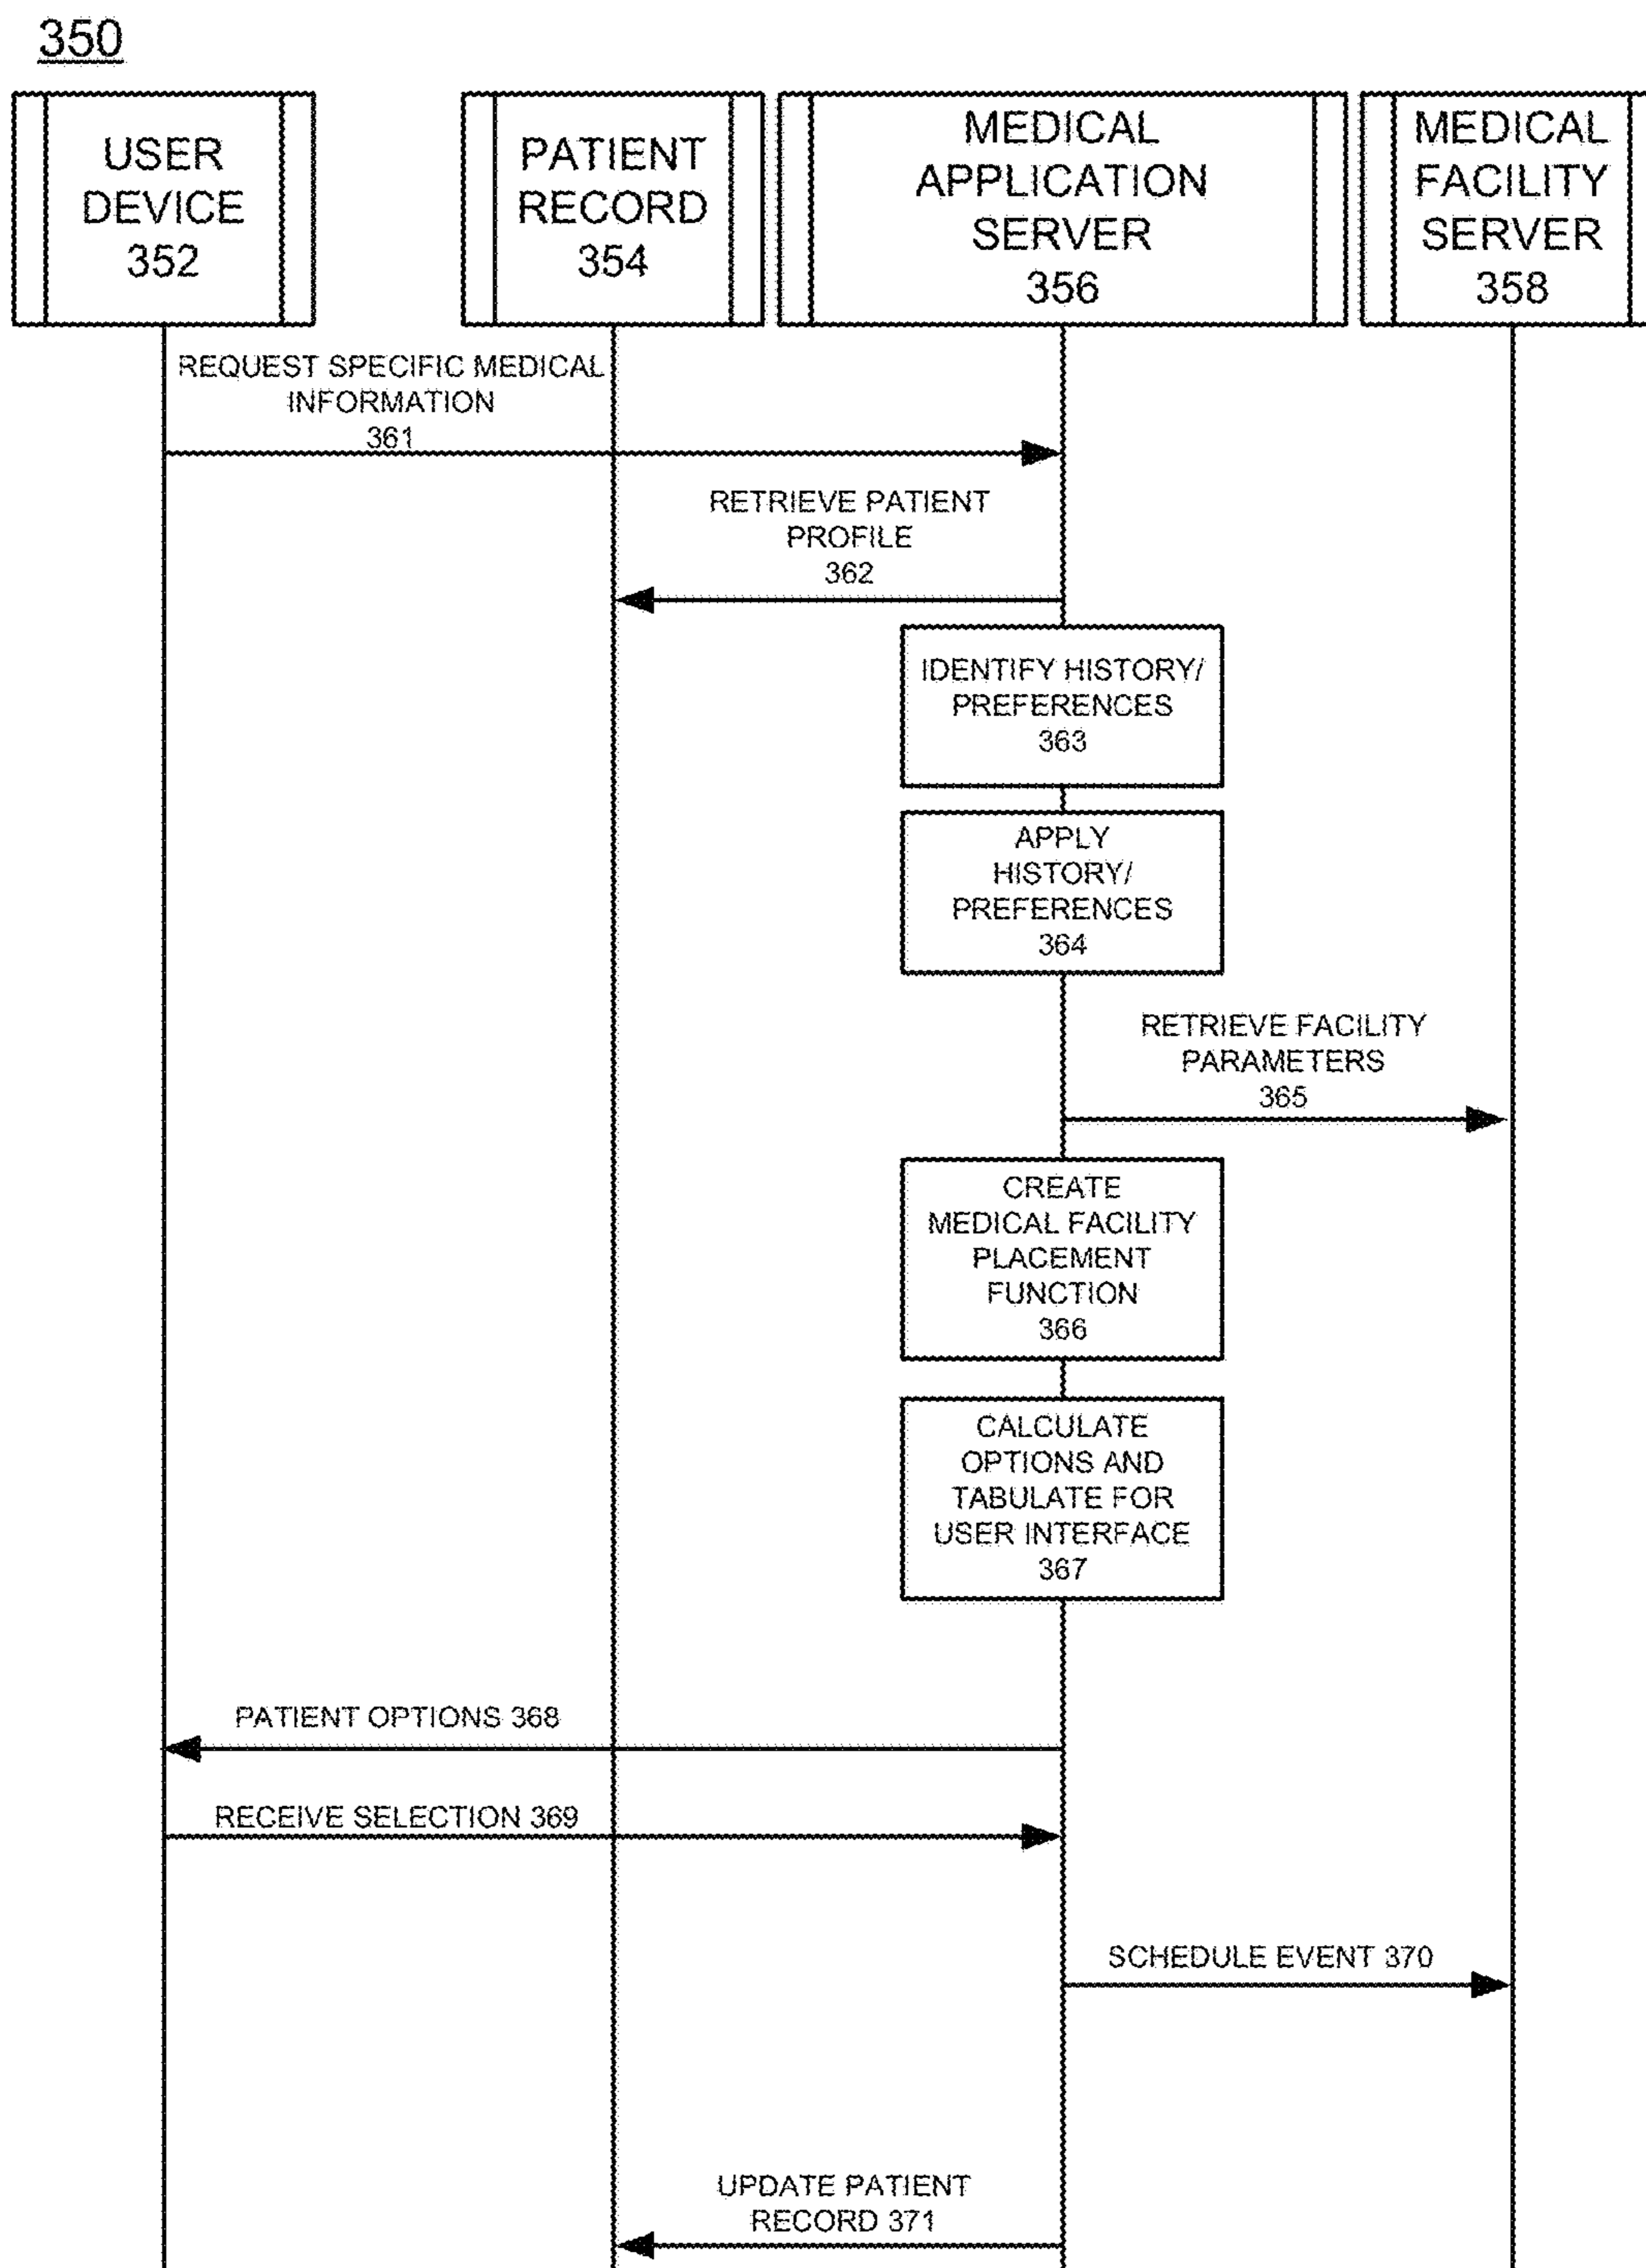 350
USER
DEVICE
352
PATIENT
RECORD
354
MEDICAL
APPLICATION
SERVER
356
MEDICAL
FACILITY
SERVER
358
REQUEST SPECIFIC MEDICAL
INFORMATION
361
RETRIEVE PATIENT
PROFILE
362
IDENTIFY HISTORY/
PREFERENCES
363
APPLY
HISTORY/
PREFERENCES
364
RETRIEVE FACILITY
PARAMETERS
365
CREATE
MEDICAL FACILITY
PLACEMENT
FUNCTION
366
CALCULATE
OPTIONS AND
TABULATE FOR
USER INTERFACE
367
PATIENT OPTIONS 368
RECEIVE SELECTION 369
SCHEDULE EVENT 370
UPDATE PATIENT
RECORD 371